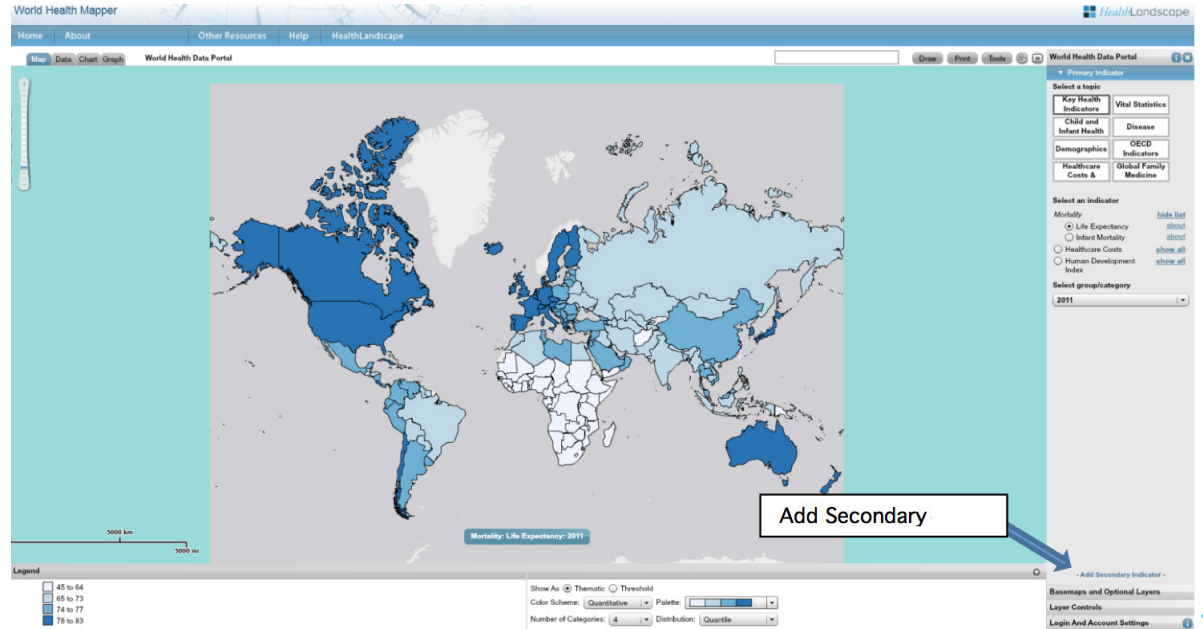 World Health Mapper
HealthLandscape
Home About Other Resources Help HealthLandscape
Map Data Chart Graph World Health Data Portal
Draw Print Tools
World Health Data Portal
Primary Indicator
Select a topic
Key Health Indicators
Vital Statistics
Child and Infant Health
Disease
Demographics
OECD Indicators
Healthcare Costs &
Global Family Medicine
Select an indicator
Mortality hide list
Life Expectancy about
Infant Mortality about
Healthcare Costs show all
Human Development Index show all
Select group/category
2011
Add Secondary
5000 km
5000 mi
Mortality: Life Expectancy: 2011
- Add Secondary Indicator -
Basemaps and Optional Layers
Layer Controls
Login And Account Settings
Legend
45 to 64
65 to 73
74 to 77
78 to 83
Show As Thematic Threshold
Color Scheme: Quantitative Palette:
Number of Categories: 4 Distribution: Quantile